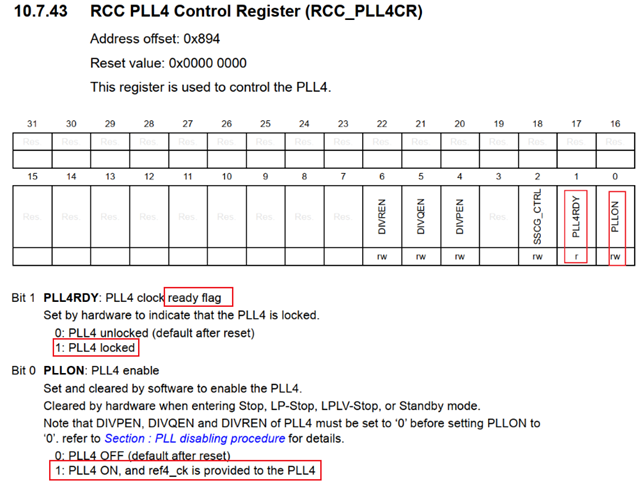 10.7.43 RCC PLL4 Control Register (RCC_PLL4CR)
Address offset: 0x894
Reset value: 0x0000 0000
This register is used to control the PLL4.
31 30 29 28 27 26 25 24 23 22 21 20 19 18 17 16
Res. Res. Res. Res. Res. Res. Res. Res. Res. Res. Res. Res. Res. Res. Res. Res.
15 14 13 12 11 10 9 8 7 6 5 4 3 2 1 0
Res. Res. Res. Res. Res. Res. Res. Res. Res. DIVREN DIVQEN DIVPEN Res. SSCG_CTRL PLL4RDY PLLON
rw rw rw rw r rw
Bit 1 PLL4RDY: PLL4 clock ready flag
Set by hardware to indicate that the PLL4 is locked.
0: PLL4 unlocked (default after reset)
1: PLL4 locked
Bit 0 PLLON: PLL4 enable
Set and cleared by software to enable the PLL4.
Cleared by hardware when entering Stop, LP-Stop, LPLV-Stop, or Standby mode.
Note that DIVPEN, DIVQEN and DIVREN of PLL4 must be set to ‘0’ before setting PLLON to
‘0’. refer to Section : PLL disabling procedure for details.
0: PLL4 OFF (default after reset)
1: PLL4 ON, and ref4_ck is provided to the PLL4